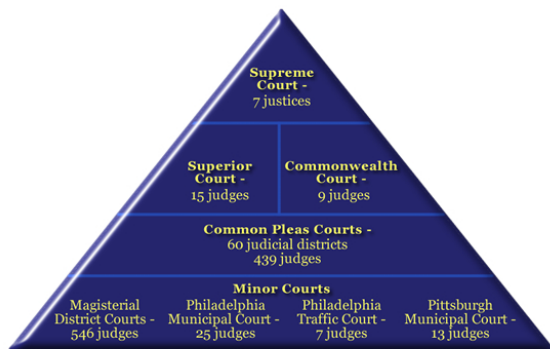 Supreme
Court -
7 justices
Superior
Court -
15 judges
Commonwealth
Court -
9 judges
Common Pleas Courts -
60 judicial districts
439 judges
Minor Courts
Magisterial
District Courts -
546 judges
Philadelphia
Municipal Court -
25 judges
Philadelphia
Traffic Court -
7 judges
Pittsburgh
Municipal Court -
13 judges